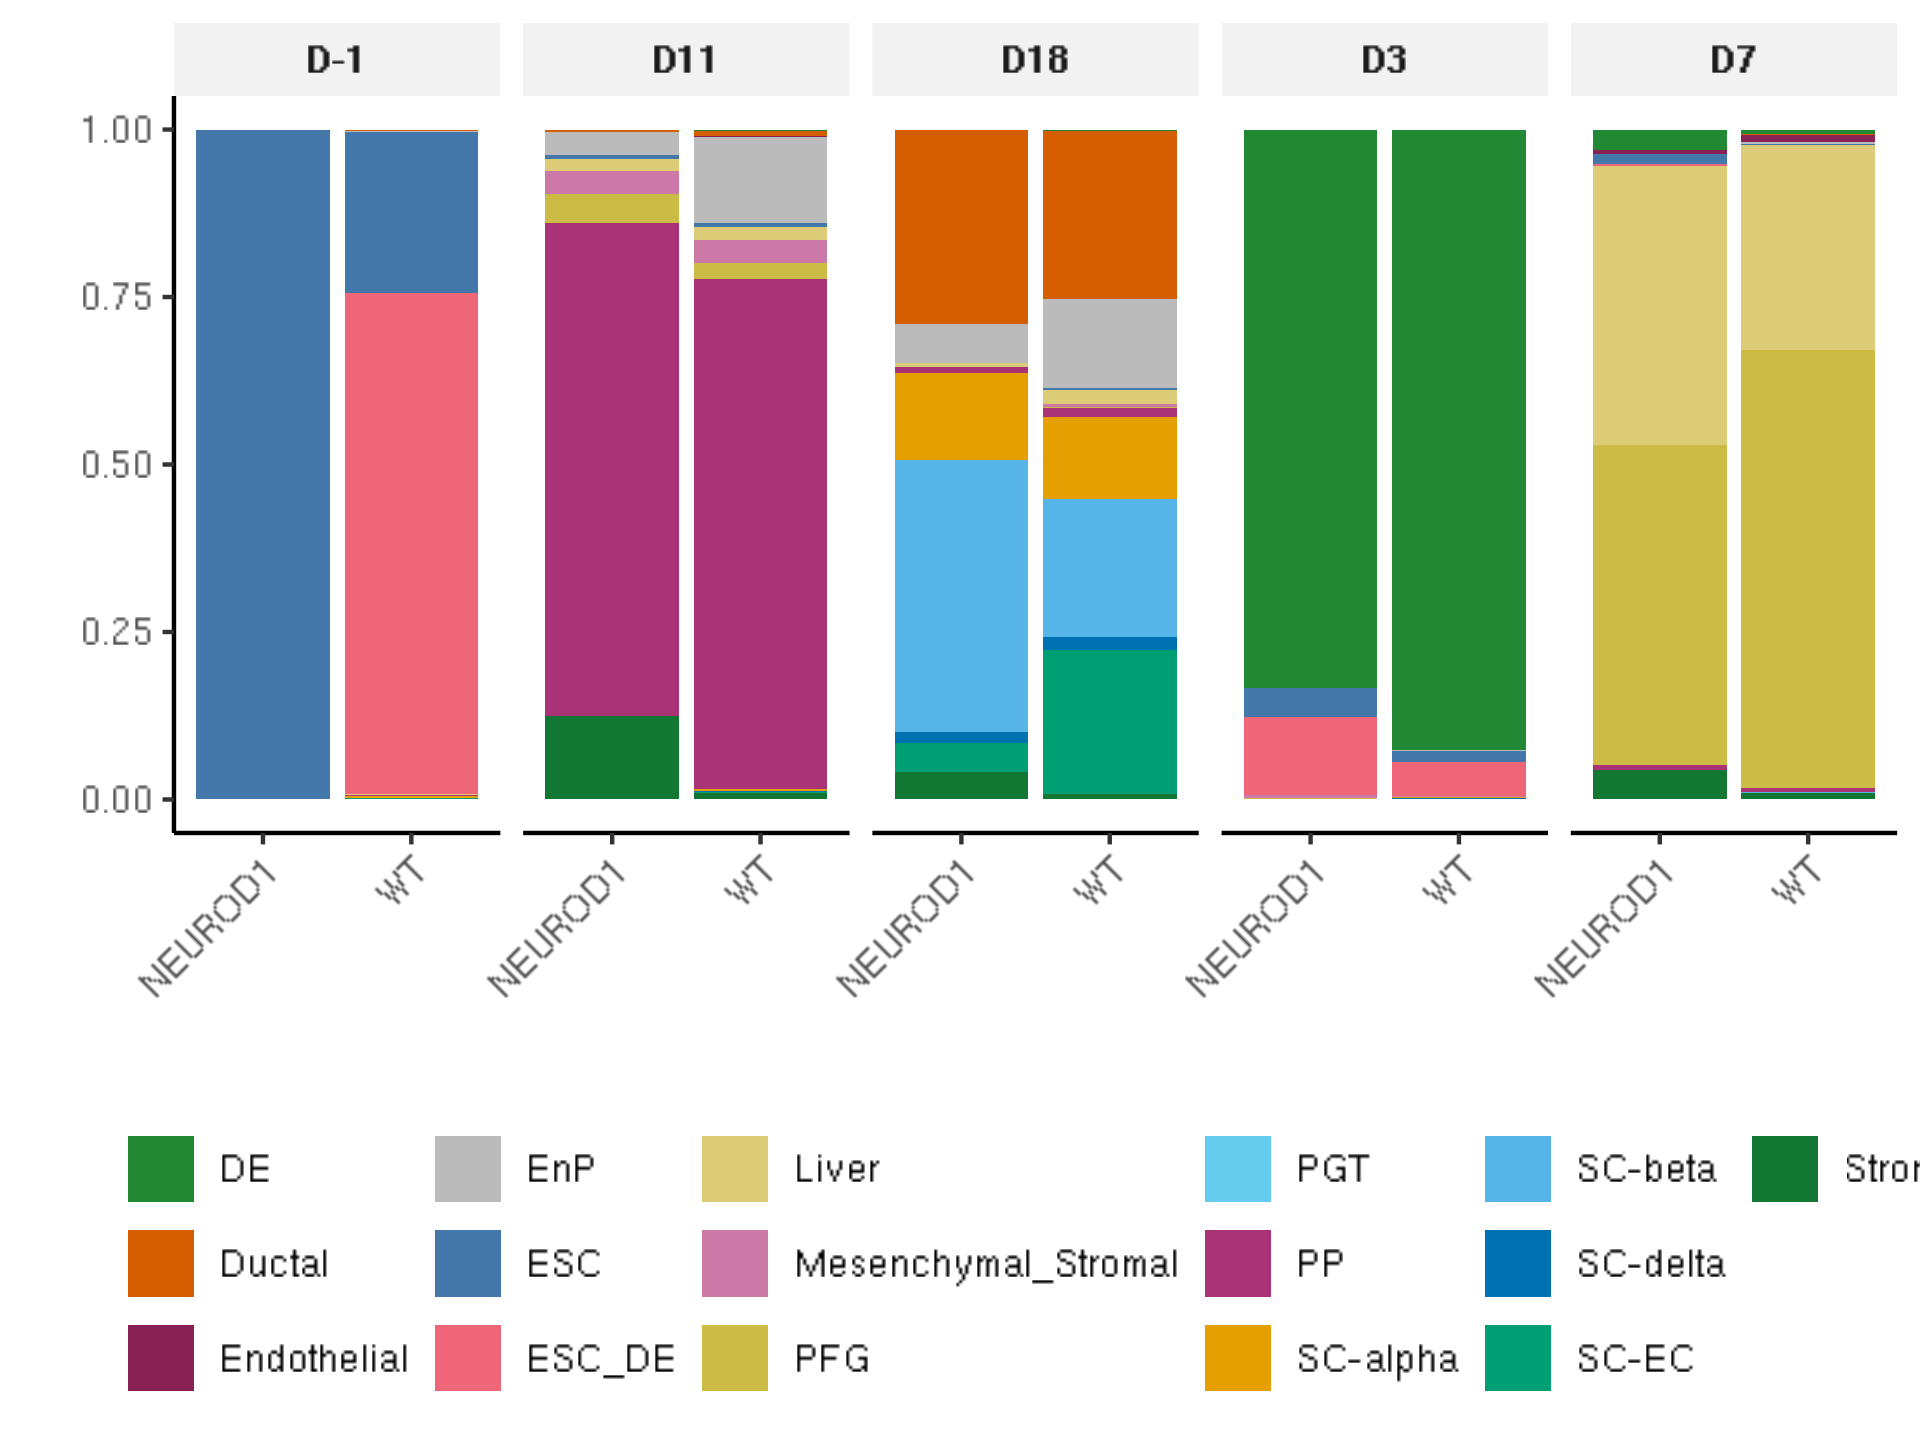 D-1 D11 D18 D3 D7
1.00
0.75
0.50
0.25
0.00
NEUROD1 WT NEUROD1 WT NEUROD1 WT NEUROD1 WT NEUROD1 WT
DE EnP Liver PGT SC-beta
Ductal ESC Mesenchymal_Stromal PP SC-delta
Endothelial ESC_DE PFG SC-alpha SC-EC